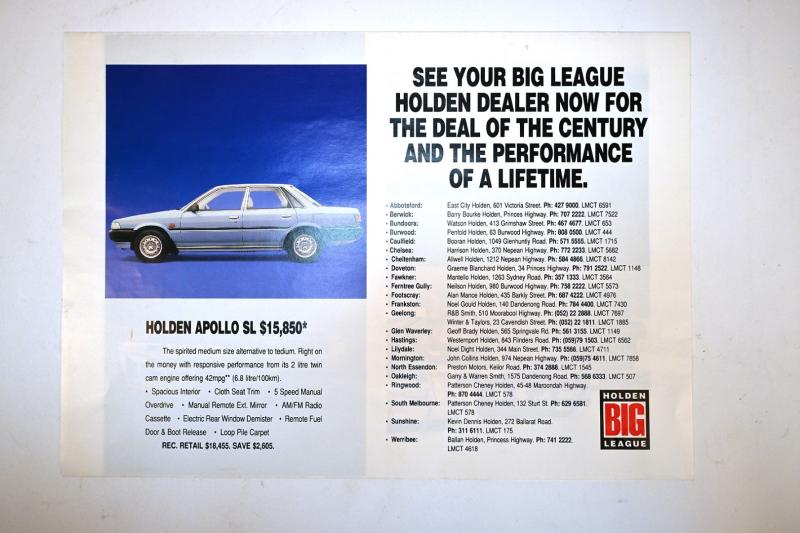 HOLDEN APOLLO SL $15,850*
The spirited medium size alternative to tedium. Right on
the money with responsive performance from its 2 litre twin
cam engine offering 42mpg** (6.8 litre/100km).
• Spacious Interior • Cloth Seat Trim • 5 Speed Manual
Overdrive • Manual Remote Ext. Mirror • AM/FM Radio
Cassette • Electric Rear Window Demister • Remote Fuel
Door & Boot Release • Loop Pile Carpet
REC. RETAIL $18,455. SAVE $2,605.
SEE YOUR BIG LEAGUE
HOLDEN DEALER NOW FOR
THE DEAL OF THE CENTURY
AND THE PERFORMANCE
OF A LIFETIME.
• Abbotsford: East City Holden, 601 Victoria Street. Ph: 427 9000. LMCT 6591
• Berwick: Barry Bourke Holden, Princes Highway. Ph: 707 2222. LMCT 7522
• Bundoora: Watson Holden, 413 Grimshaw Street. Ph: 467 4677. LMCT 653
• Burwood: Penfold Holden, 63 Burwood Highway. Ph: 808 0500. LMCT 444
• Caulfield: Booran Holden, 1049 Glenhuntly Road. Ph: 571 5555. LMCT 1715
• Chelsea: Harrison Holden, 370 Nepean Highway. Ph: 772 2233. LMCT 5682
• Cheltenham: Ailwell Holden, 1212 Nepean Highway. Ph: 584 4866. LMCT 8142
• Doveton: Graeme Blanchard Holden, 34 Princes Highway. Ph: 791 2522. LMCT 1148
• Fawkner: Mantello Holden, 1263 Sydney Road. Ph: 357 1333. LMCT 3564
• Ferntree Gully: Neilson Holden, 980 Burwood Highway. Ph: 758 2222. LMCT 5573
• Footscray: Alan Mance Holden, 435 Barkly Street. Ph: 687 4222. LMCT 4976
• Frankston: Noel Gould Holden, 140 Dandenong Road. Ph: 784 4400. LMCT 7430
• Geelong: R&B Smith, 510 Moorabool Highway. Ph: (052) 22 2888. LMCT 7697
Winter & Taylors, 23 Cavendish Street. Ph: (052) 22 1811. LMCT 1885
• Glen Waverley: Geoff Brady Holden, 565 Springvale Rd. Ph: 561 3155. LMCT 1149
• Hastings: Westernport Holden, 843 Flinders Road. Ph: (059)79 1503. LMCT 6562
• Lilydale: Noel Dight Holden, 344 Main Street. Ph: 735 5566. LMCT 4711
• Mornington: John Collins Holden, 974 Nepean Highway. Ph: (059)75 4611. LMCT 7858
• North Essendon: Preston Motors, Keilor Road. Ph: 374 2888. LMCT 1545
• Oakleigh: Garry & Warren Smith, 1575 Dandenong Road. Ph: 568 6333. LMCT 507
• Ringwood: Patterson Cheney Holden, 45-48 Maroondah Highway.
Ph: 870 4444. LMCT 578
• South Melbourne: Patterson Cheney Holden, 132 Sturt St. Ph: 629 6581.
LMCT 578
• Sunshine: Kevin Dennis Holden, 272 Ballarat Road.
Ph: 311 6111. LMCT 175
• Werribee: Ballan Holden, Princess Highway. Ph: 741 2222.
LMCT 4618
HOLDEN
BIG
LEAGUE